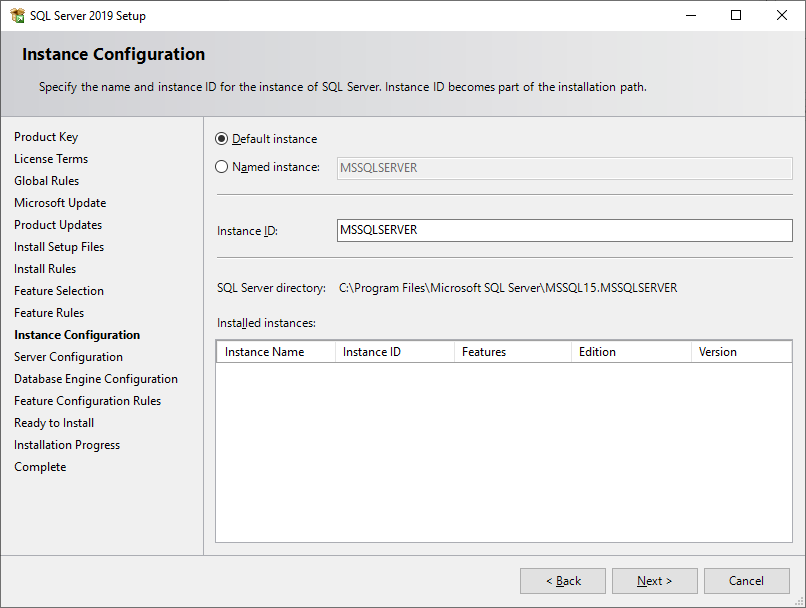 SQL Server 2019 Setup
Instance Configuration
Specify the name and instance ID for the instance of SQL Server. Instance ID becomes part of the installation path.
Product Key
License Terms
Global Rules
Microsoft Update
Product Updates
Install Setup Files
Install Rules
Feature Selection
Feature Rules
Instance Configuration
Server Configuration
Database Engine Configuration
Feature Configuration Rules
Ready to Install
Installation Progress
Complete
Default instance
Named instance: MSSQLSERVER
Instance ID: MSSQLSERVER
SQL Server directory: C:\Program Files\Microsoft SQL Server\MSSQL15.MSSQLSERVER
Installed instances:
Instance Name Instance ID Features Edition Version
< Back Next > Cancel